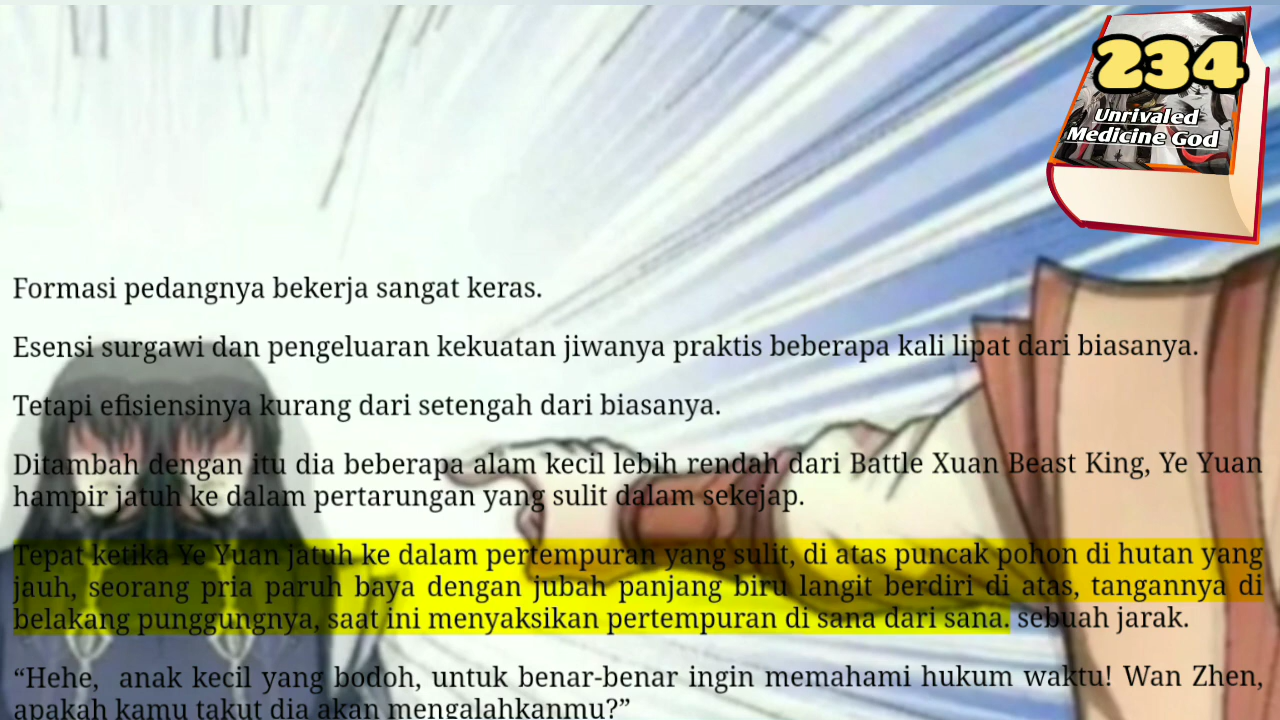 234
Unrivaled
Medicine God
Formasi pedangnya bekerja sangat keras.
Esensi surgawi dan pengeluaran kekuatan jiwanya praktis beberapa kali lipat dari biasanya.
Tetapi efisiensinya kurang dari setengah dari biasanya.
Ditambah dengan itu dia beberapa alam kecil lebih rendah dari Battle Xuan Beast King, Ye Yuan
hampir jatuh ke dalam pertarungan yang sulit dalam sekejap.
Tepat ketika Ye Yuan jatuh ke dalam pertempuran yang sulit, di atas puncak pohon di hutan yang
jauh, seorang pria paruh baya dengan jubah panjang biru langit berdiri di atas, tangannya di
belakang punggungnya, saat ini menyaksikan pertempuran di sana dari sana. sebuah jarak.
“Hehe,  anak kecil yang bodoh, untuk benar-benar ingin memahami hukum waktu! Wan Zhen,
apakah kamu takut dia akan mengalahkanmu?”